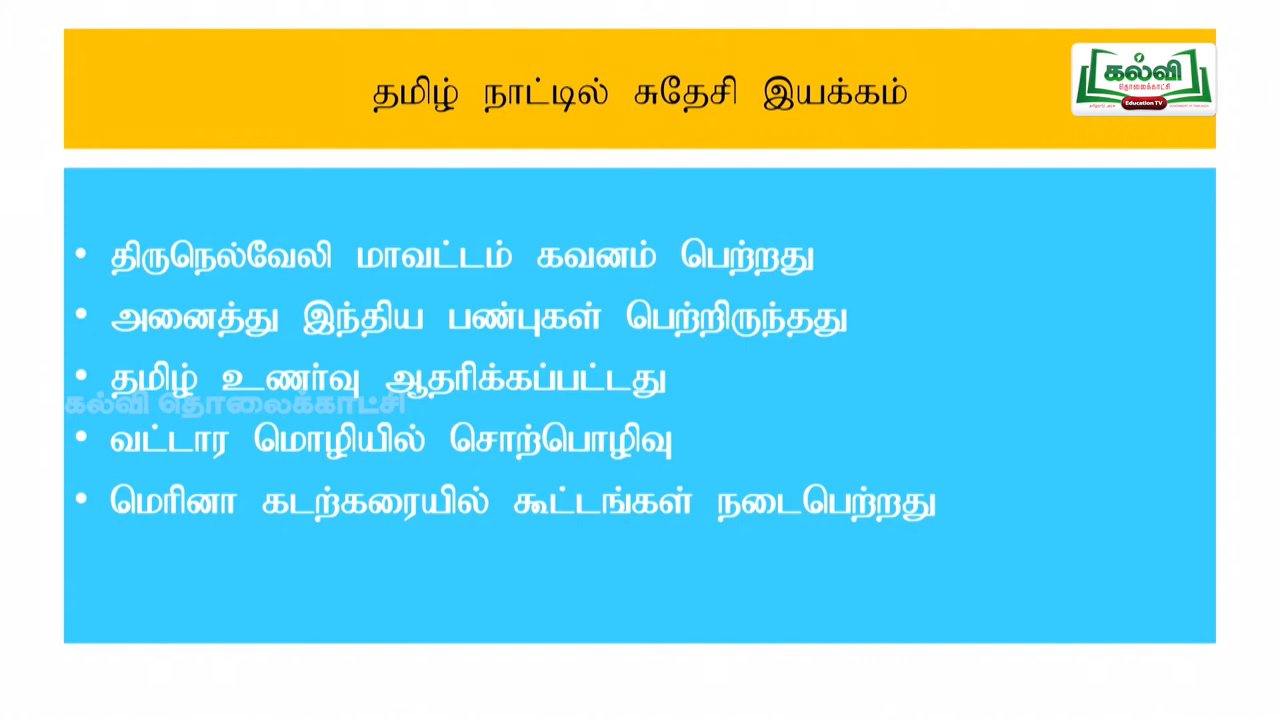 தமிழ் நாட்டில் சுதேசி இயக்கம்
கல்வி
தொலைக்காட்சி
Education TV
• திருநெல்வேலி மாவட்டம் கவனம் பெற்றது
• அனைத்து இந்திய பண்புகள் பெற்றிருந்தது
• தமிழ் உணர்வு ஆதரிக்கப்பட்டது
கல்வி தொலைக்காட்சி
• வட்டார மொழியில் சொற்பொழிவு
• மெரினா கடற்கரையில் கூட்டங்கள் நடைபெற்றது